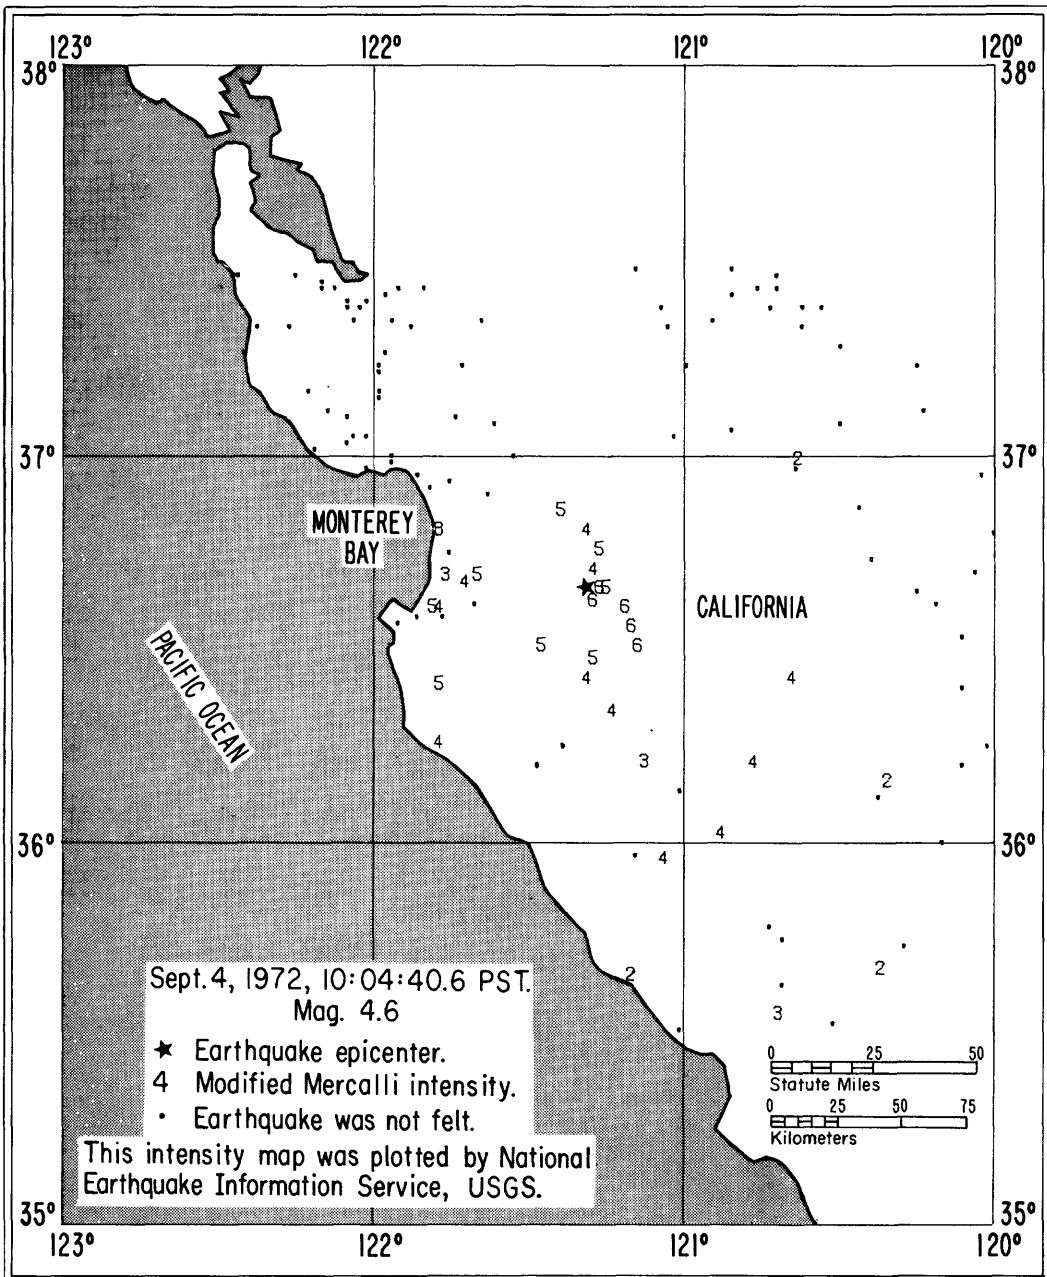 123° 122° 121° 120°
38° 38°
37° 2 37°
5
4
MONTEREY 3
BAY 5
4
3 4 5
6 5
6
5 4 6
CALIFORNIA
6
5 6
5
PACIFIC OCEAN
5 4 4
4
4
3 4
2
4
36° 36°
4
2 2
Sept. 4, 1972, 10:04:40.6 PST.
Mag. 4.6
3
Earthquake epicenter.
4 Modified Mercalli intensity.
Earthquake was not felt.
0 25 50
Statute Miles
0 25 50 75
Kilometers
This intensity map was plotted by National
Earthquake Information Service, USGS.
35° 35°
123° 122° 121° 120°